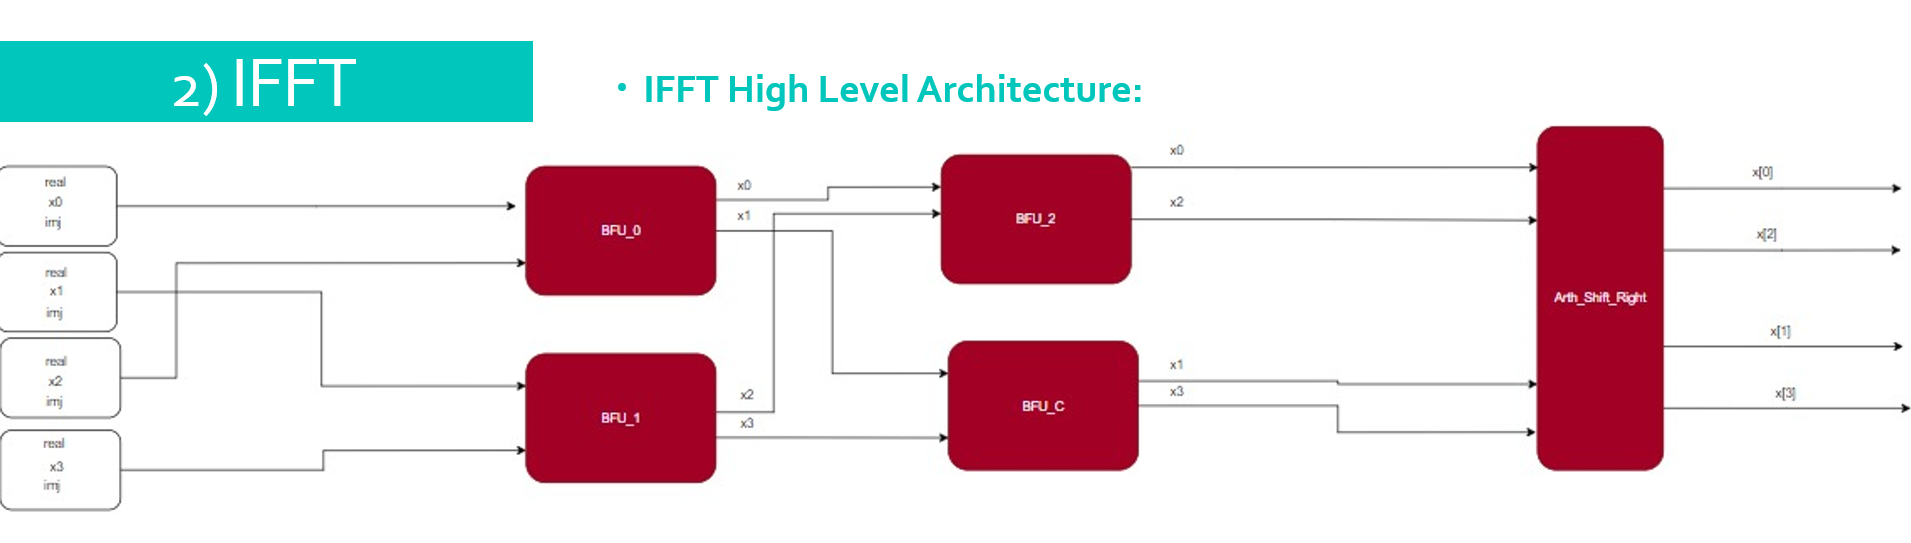 2) IFFT
• IFFT High Level Architecture:
real
x0
imj
real
x1
imj
real
x2
imj
real
x3
imj
BFU_0
BFU_1
x0
x1
x2
x3
BFU_2
BFU_C
x0
x2
x1
x3
Arth_Shift_Right
x[0]
x[2]
x[1]
x[3]